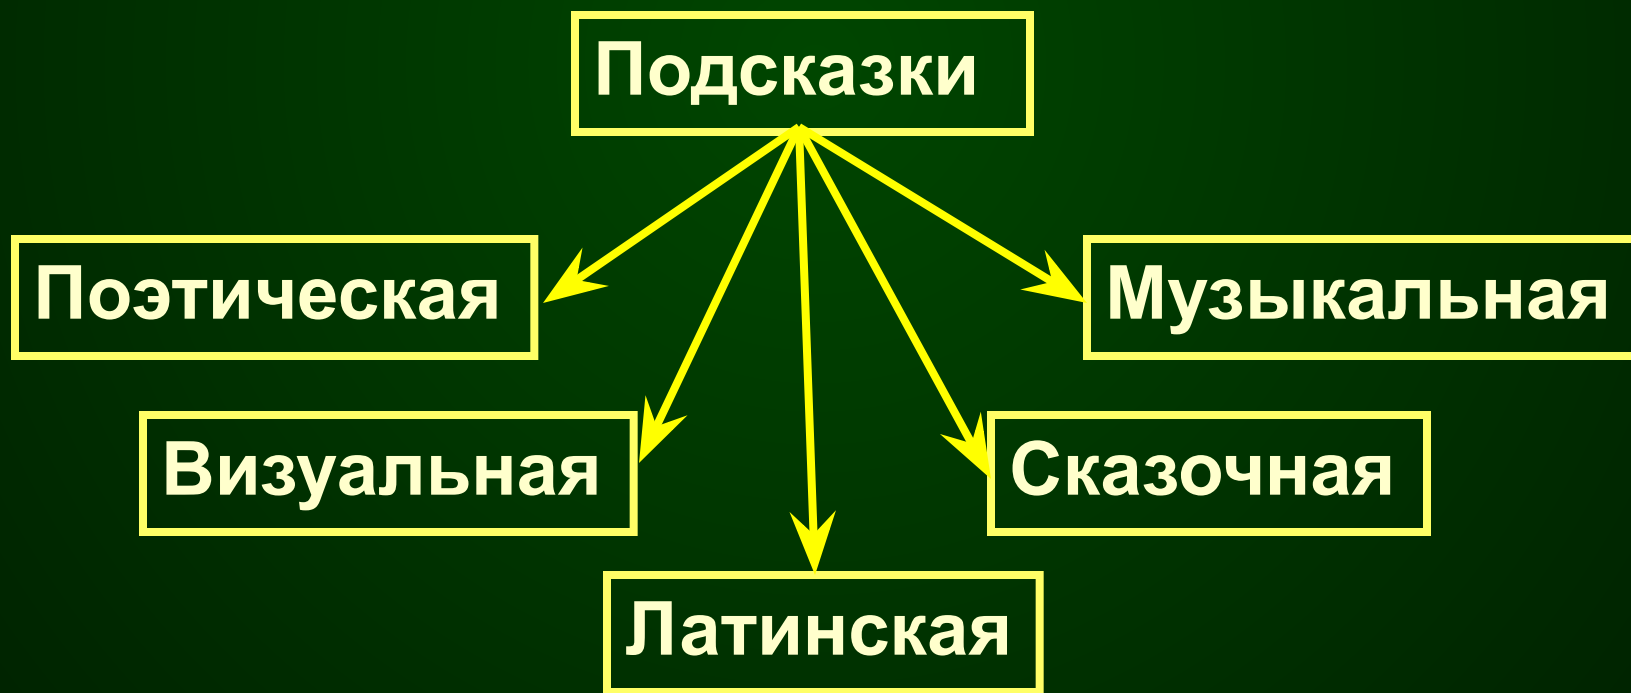 Подсказки
Поэтическая
Музыкальная
Визуальная
Сказочная
Латинская